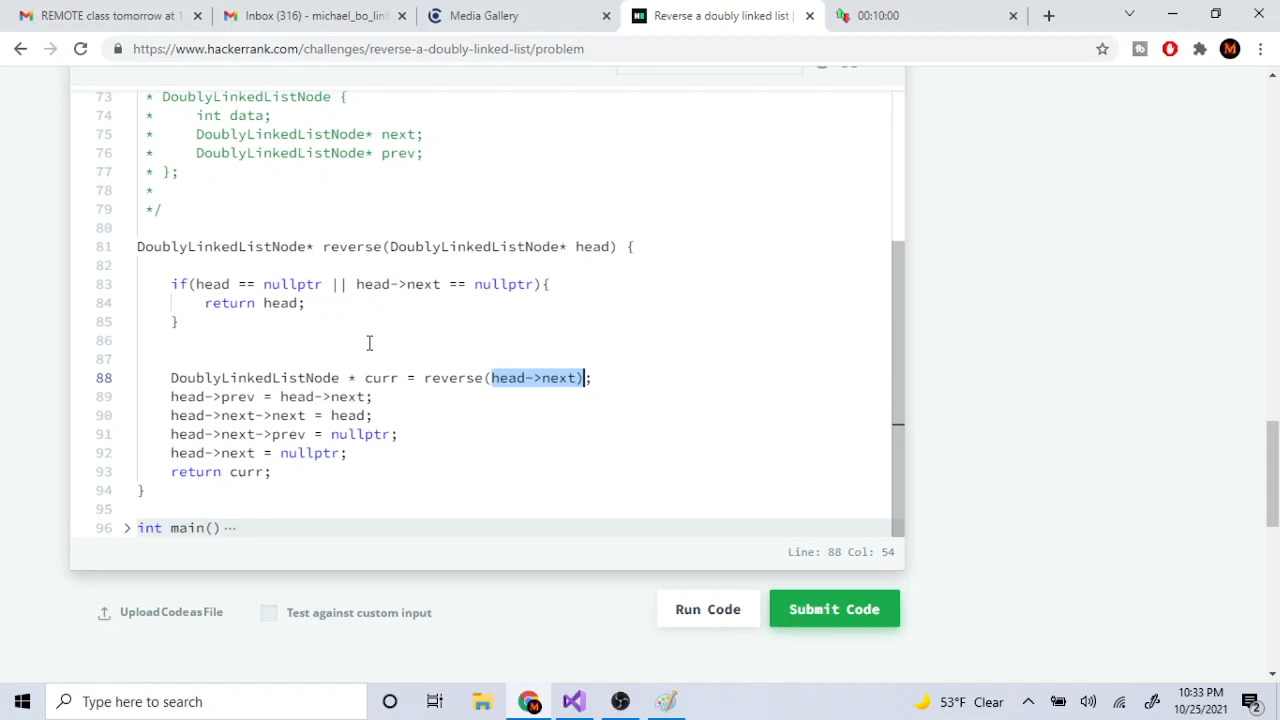 REMOTE class tomorrow at 1
Inbox (316) - michael_bot
Media Gallery
Reverse a doubly linked list |
00:10:00
https://www.hackerrank.com/challenges/reverse-a-doubly-linked-list/problem
73 * DoublyLinkedListNode {
74 *     int data;
75 *     DoublyLinkedListNode* next;
76 *     DoublyLinkedListNode* prev;
77 * };
78 *
79 */
80
81 DoublyLinkedListNode* reverse(DoublyLinkedListNode* head) {
82
83     if(head == nullptr || head->next == nullptr){
84         return head;
85     }
86
87
88     DoublyLinkedListNode * curr = reverse(head->next);
89     head->prev = head->next;
90     head->next->next = head;
91     head->next->prev = nullptr;
92     head->next = nullptr;
93     return curr;
94 }
95
96 > int main() ...
Line: 88 Col: 54
Upload Code as File
Test against custom input
Run Code
Submit Code
Type here to search
53°F Clear
10:33 PM
10/25/2021
2